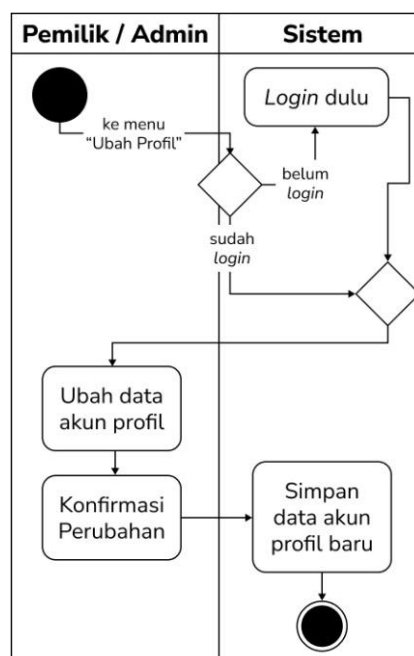 Pemilik / Admin
Sistem
Login dulu
ke menu
“Ubah Profil”
belum
login
sudah
login
Ubah data
akun profil
Konfirmasi
Perubahan
Simpan
data akun
profil baru